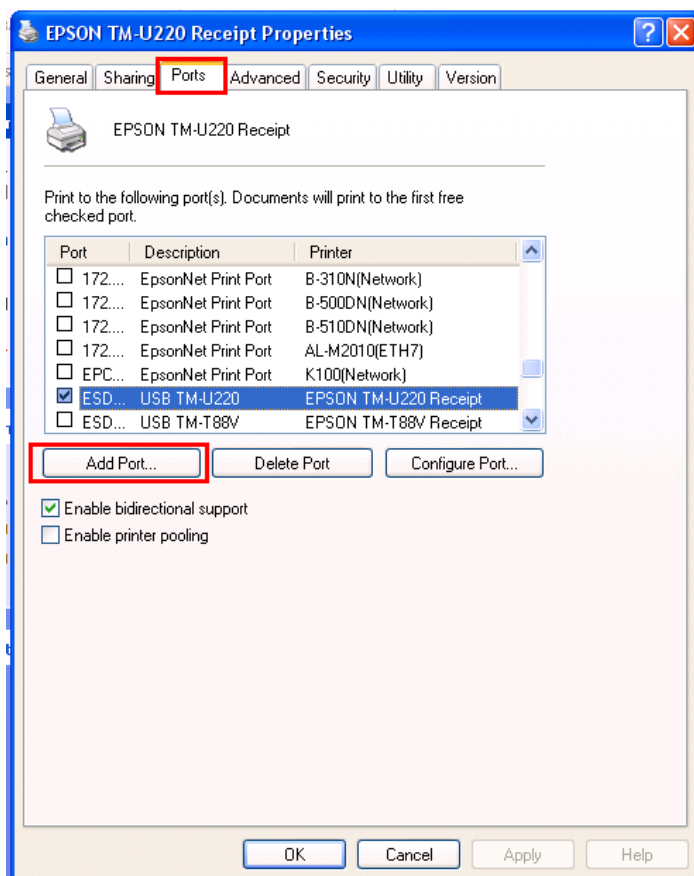 EPSON TM-U220 Receipt Properties
General Sharing Ports Advanced Security Utility Version
EPSON TM-U220 Receipt
Print to the following port(s). Documents will print to the first free
checked port.
Port Description Printer
172.... EpsonNet Print Port B-310N(Network)
172.... EpsonNet Print Port B-500DN(Network)
172.... EpsonNet Print Port B-510DN(Network)
172.... EpsonNet Print Port AL-M2010(ETH7)
EPC... EpsonNet Print Port K100(Network)
ESD... USB TM-U220 EPSON TM-U220 Receipt
ESD... USB TM-T88V EPSON TM-T88V Receipt
Add Port... Delete Port Configure Port...
Enable bidirectional support
Enable printer pooling
OK Cancel Apply Help